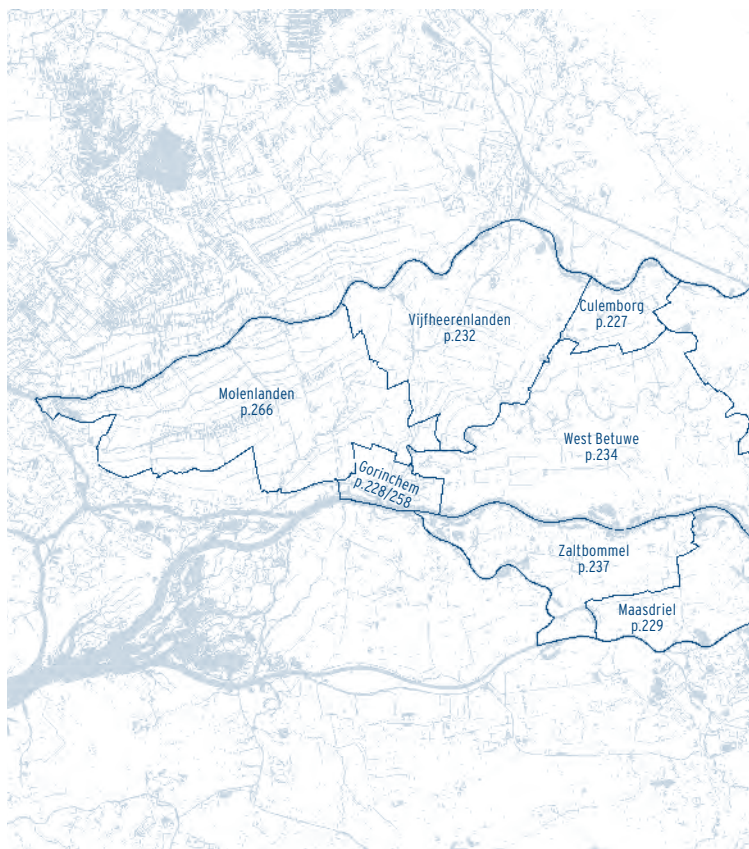 Culemborg
p.227
Vijfheerenlanden
p.232
Molenlanden
p.266
West Betuwe
p.234
Gorinchem
p.228/258
Zaltbommel
p.237
Maasdriel
p.229